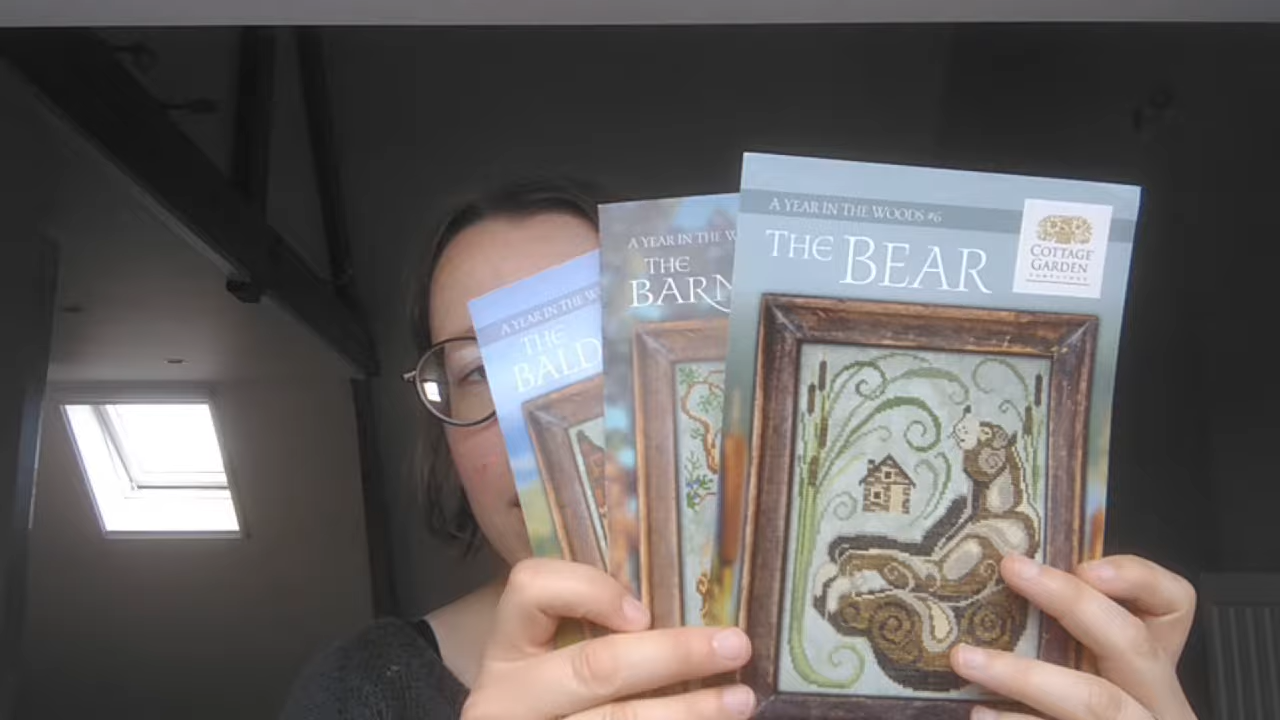 A YEAR IN THE W
THE
BALD
A YEAR IN THE W
THE
BARN
A YEAR IN THE WOODS #6
THE BEAR
COTTAGE
GARDEN